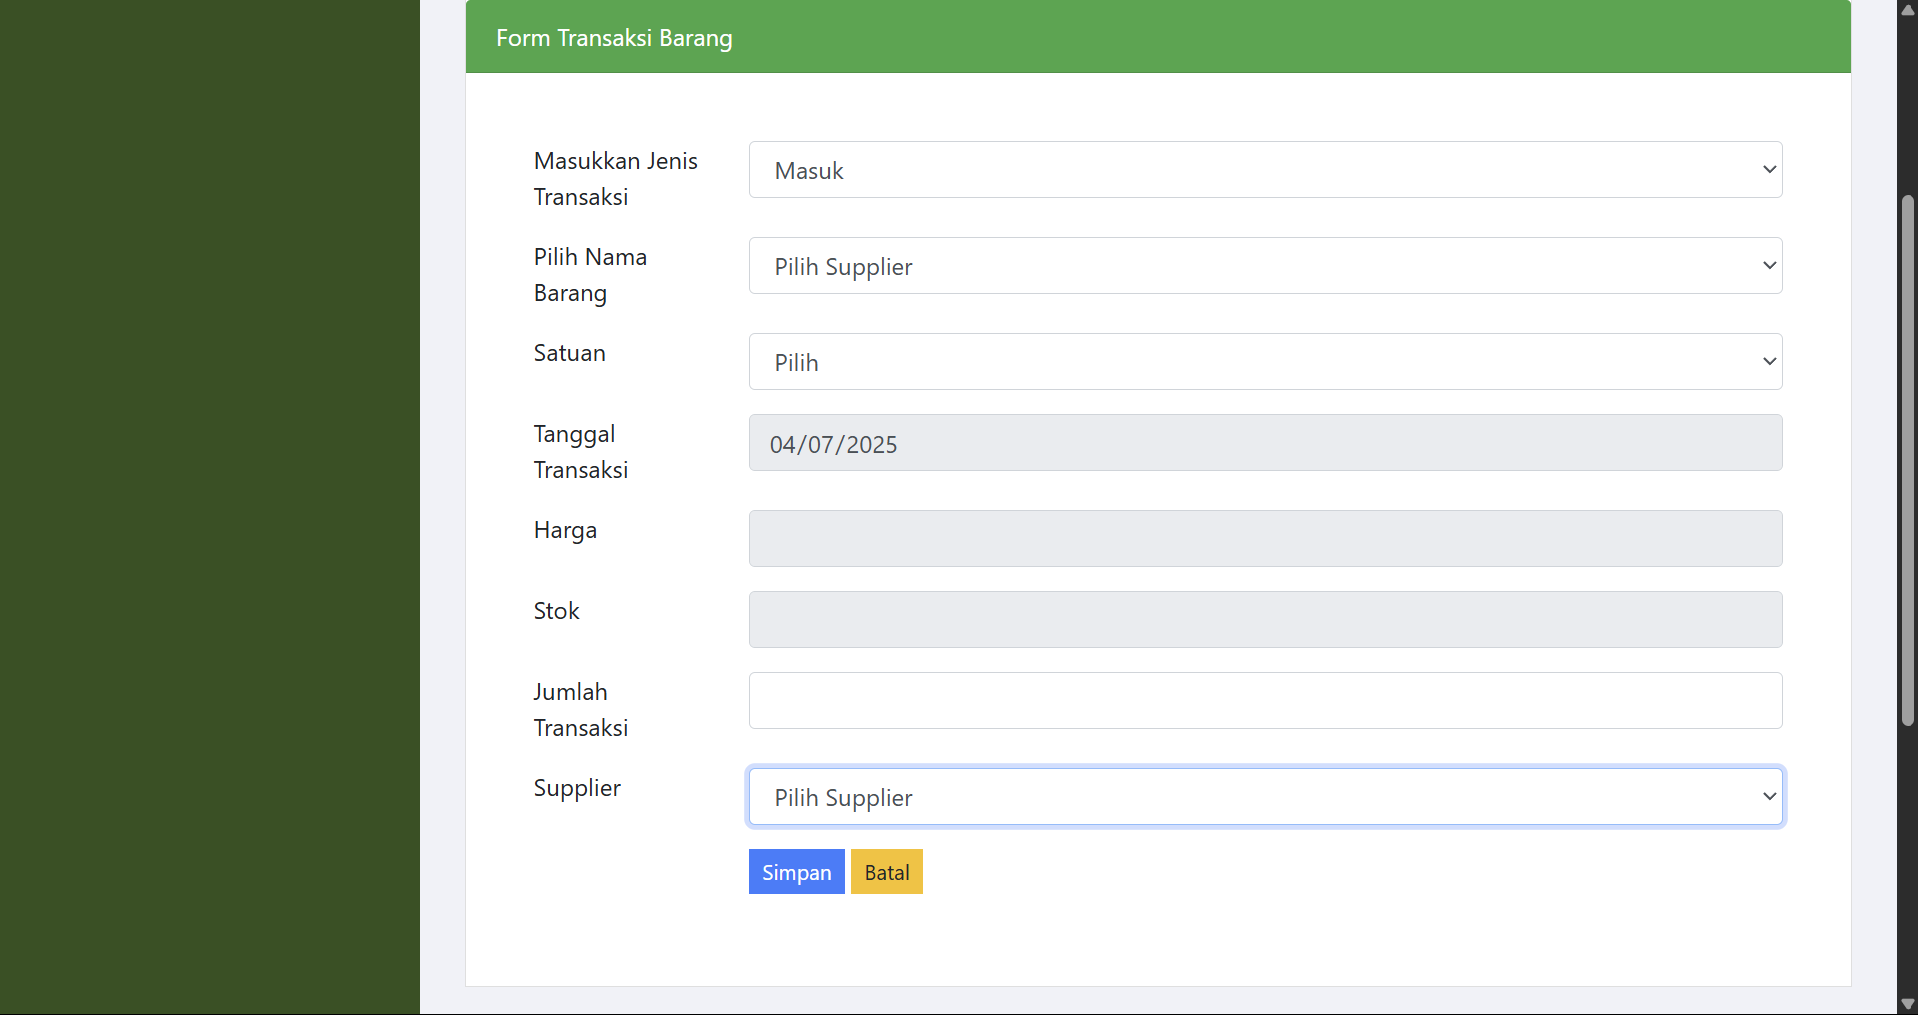 Form Transaksi Barang
Masukkan Jenis
Transaksi
Masuk
Pilih Nama
Barang
Pilih Supplier
Satuan
Pilih
Tanggal
Transaksi
04/07/2025
Harga
Stok
Jumlah
Transaksi
Supplier
Pilih Supplier
Simpan
Batal